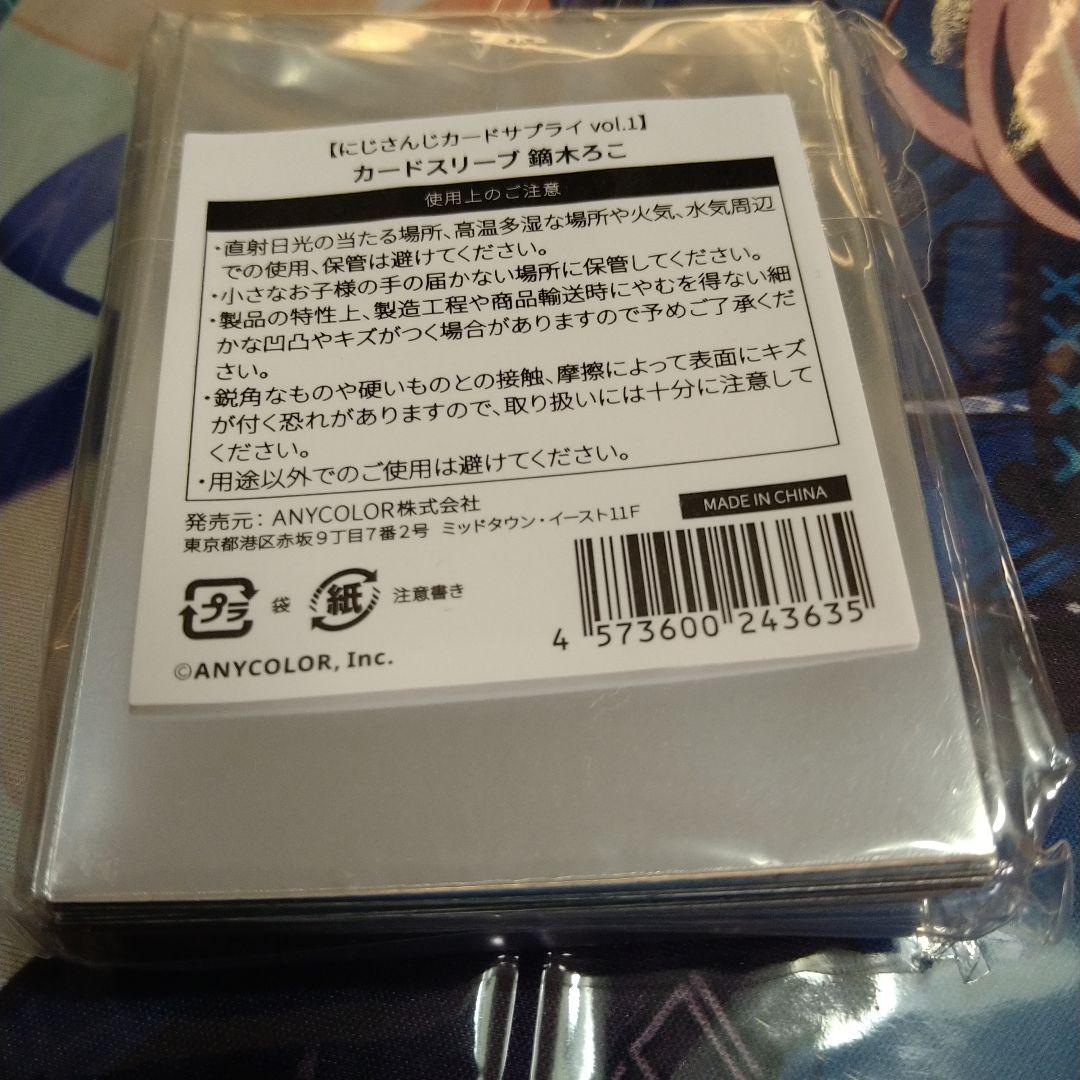 【にじさんじカードサプライ vol.1】
カードスリーブ 鏑木ろこ
使用上のご注意
・直射日光の当たる場所、高温多湿な場所や火気、水気周辺
での使用、保管は避けてください。
・小さなお子様の手の届かない場所に保管してください。
・製品の特性上、製造工程や商品輸送時にやむを得ない細
かな凹凸やキズがつく場合がありますので予めご了承くだ
さい。
・鋭角なものや硬いものとの接触、摩擦によって表面にキズ
が付く恐れがありますので、取り扱いには十分に注意して
ください。
・用途以外でのご使用は避けてください。
発売元：ANYCOLOR株式会社
東京都港区赤坂9丁目7番2号 ミッドタウン・イースト11F
MADE IN CHINA
プラ 袋 紙 注意書き
4 573600 243635
©ANYCOLOR, Inc.